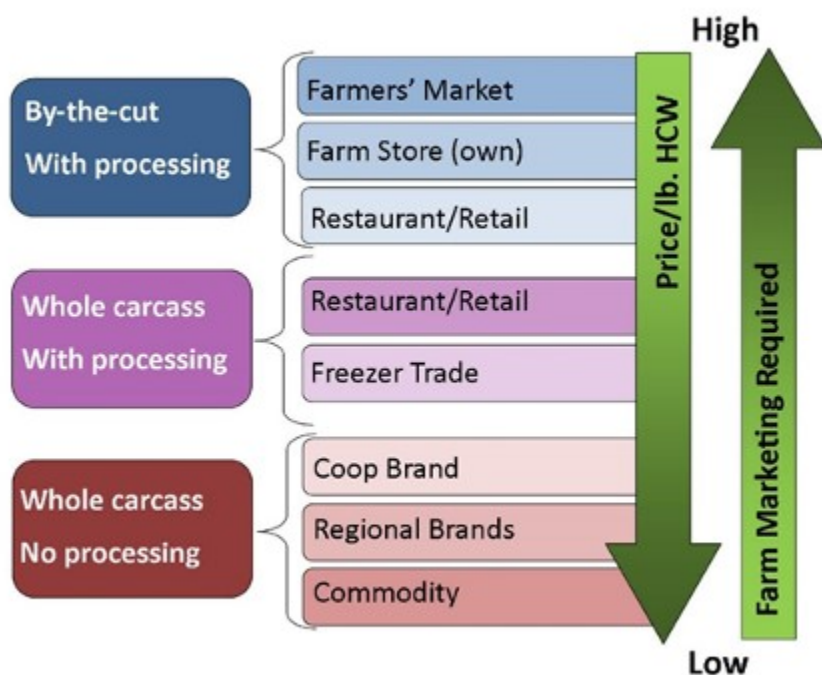 High
By-the-cut
With processing
Farmers' Market
Farm Store (own)
Restaurant/Retail
Whole carcass
With processing
Restaurant/Retail
Freezer Trade
Whole carcass
No processing
Coop Brand
Regional Brands
Commodity
Price/lb. HCW
Farm Marketing Required
Low